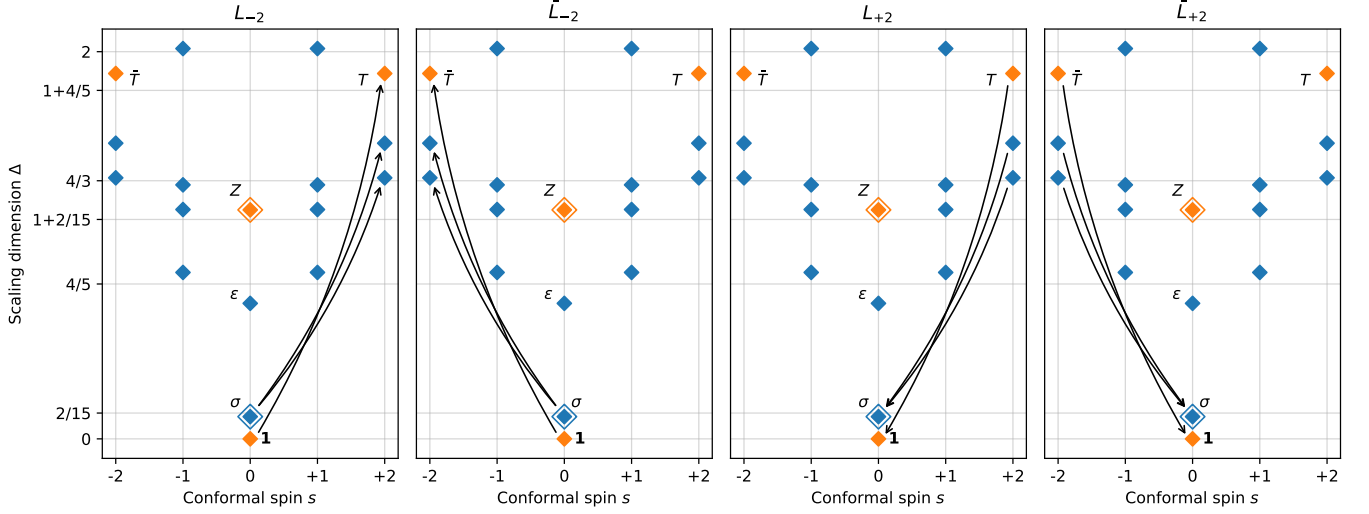 L₋₂
L̄₋₂
L₊₂
L̄₊₂
Scaling dimension Δ
2
1+4/5
4/3
1+2/15
4/5
2/15
0
T̄
T
Z
ε
σ
1
-2 -1 0 +1 +2
Conformal spin s
T̄
T
Z
ε
σ
1
-2 -1 0 +1 +2
Conformal spin s
T̄
T
Z
ε
σ
1
-2 -1 0 +1 +2
Conformal spin s
T̄
T
Z
ε
σ
1
-2 -1 0 +1 +2
Conformal spin s